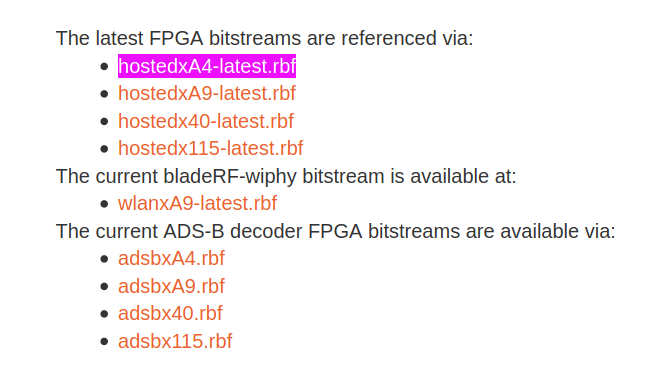 The latest FPGA bitstreams are referenced via:
hostedxA4-latest.rbf
hostedxA9-latest.rbf
hostedx40-latest.rbf
hostedx115-latest.rbf
The current bladeRF-wiphy bitstream is available at:
wlanxA9-latest.rbf
The current ADS-B decoder FPGA bitstreams are available via:
adsbxA4.rbf
adsbxA9.rbf
adsbx40.rbf
adsbx115.rbf